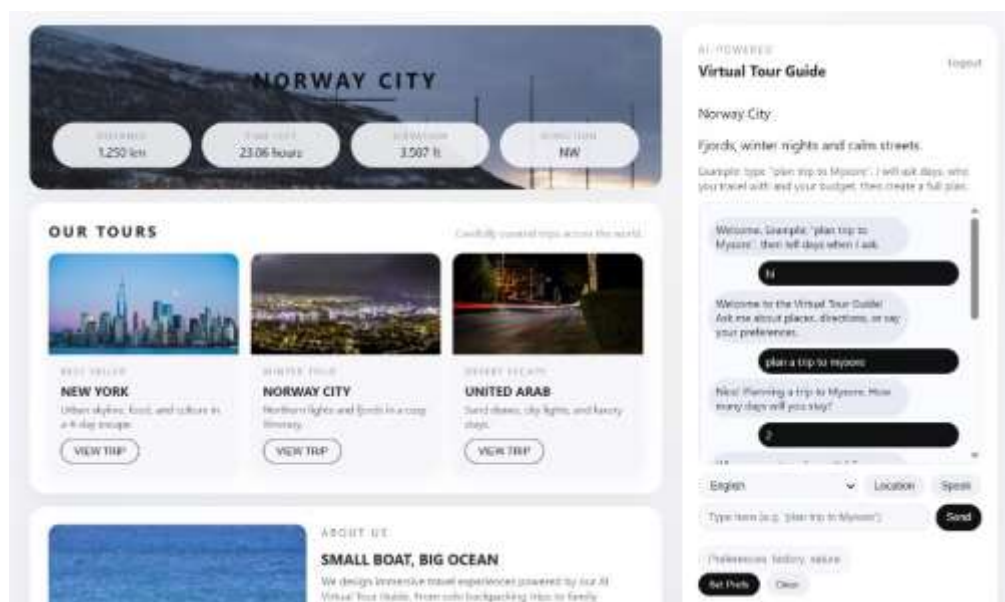 NORWAY CITY
DISTANCE
1,250 km
TIME LEFT
23.06 hours
3,507 ft
DIRECTION
NW
OUR TOURS
Carefully curated trips across the world.
BEST SELLER
NEW YORK
Urban skyline, food, and culture in
a 4-day escape.
VIEW TRIP
WINTER TOUR
NORWAY CITY
Northern lights and fjords in a cozy
itinerary.
VIEW TRIP
DESERT ESCAPE
UNITED ARAB
Sand dunes, city lights, and luxury
stays.
VIEW TRIP
ABOUT US
SMALL BOAT, BIG OCEAN
We design immersive travel experiences powered by our AI
Virtual Tour Guide. From solo backpacking trips to family
AI-POWERED
Virtual Tour Guide
Logout
Norway City
Fjords, winter nights and calm streets.
Example: type "plan trip to Mysore". I will ask days, who
you travel with and your budget, then create a full plan.
Welcome. Example: "plan trip to
Mysore", then tell days when I ask.
hi
Welcome to the Virtual Tour Guide!
Ask me about places, directions, or say
your preferences.
plan a trip to mysore
Nice! Planning a trip to Mysore. How
many days will you stay?
2
English
Location
Speak
Type here (e.g. 'plan trip to Mysore')
Send
Preferences: history, nature
Set Prefs
Clear